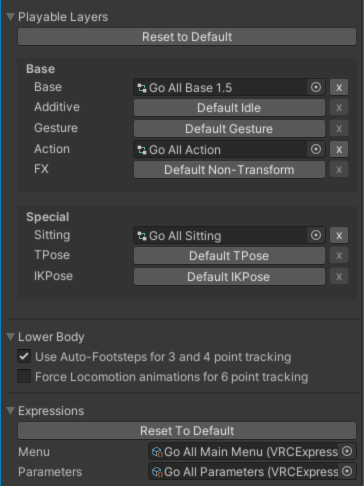 Playable Layers
Reset to Default
Base
Base Go All Base 1.5 x
Additive Default Idle x
Gesture Default Gesture x
Action Go All Action x
FX Default Non-Transform x
Special
Sitting Go All Sitting x
TPose Default TPose x
IKPose Default IKPose x
Lower Body
Use Auto-Footsteps for 3 and 4 point tracking
Force Locomotion animations for 6 point tracking
Expressions
Reset To Default
Menu Go All Main Menu (VRCExpress
Parameters Go All Parameters (VRCExpress